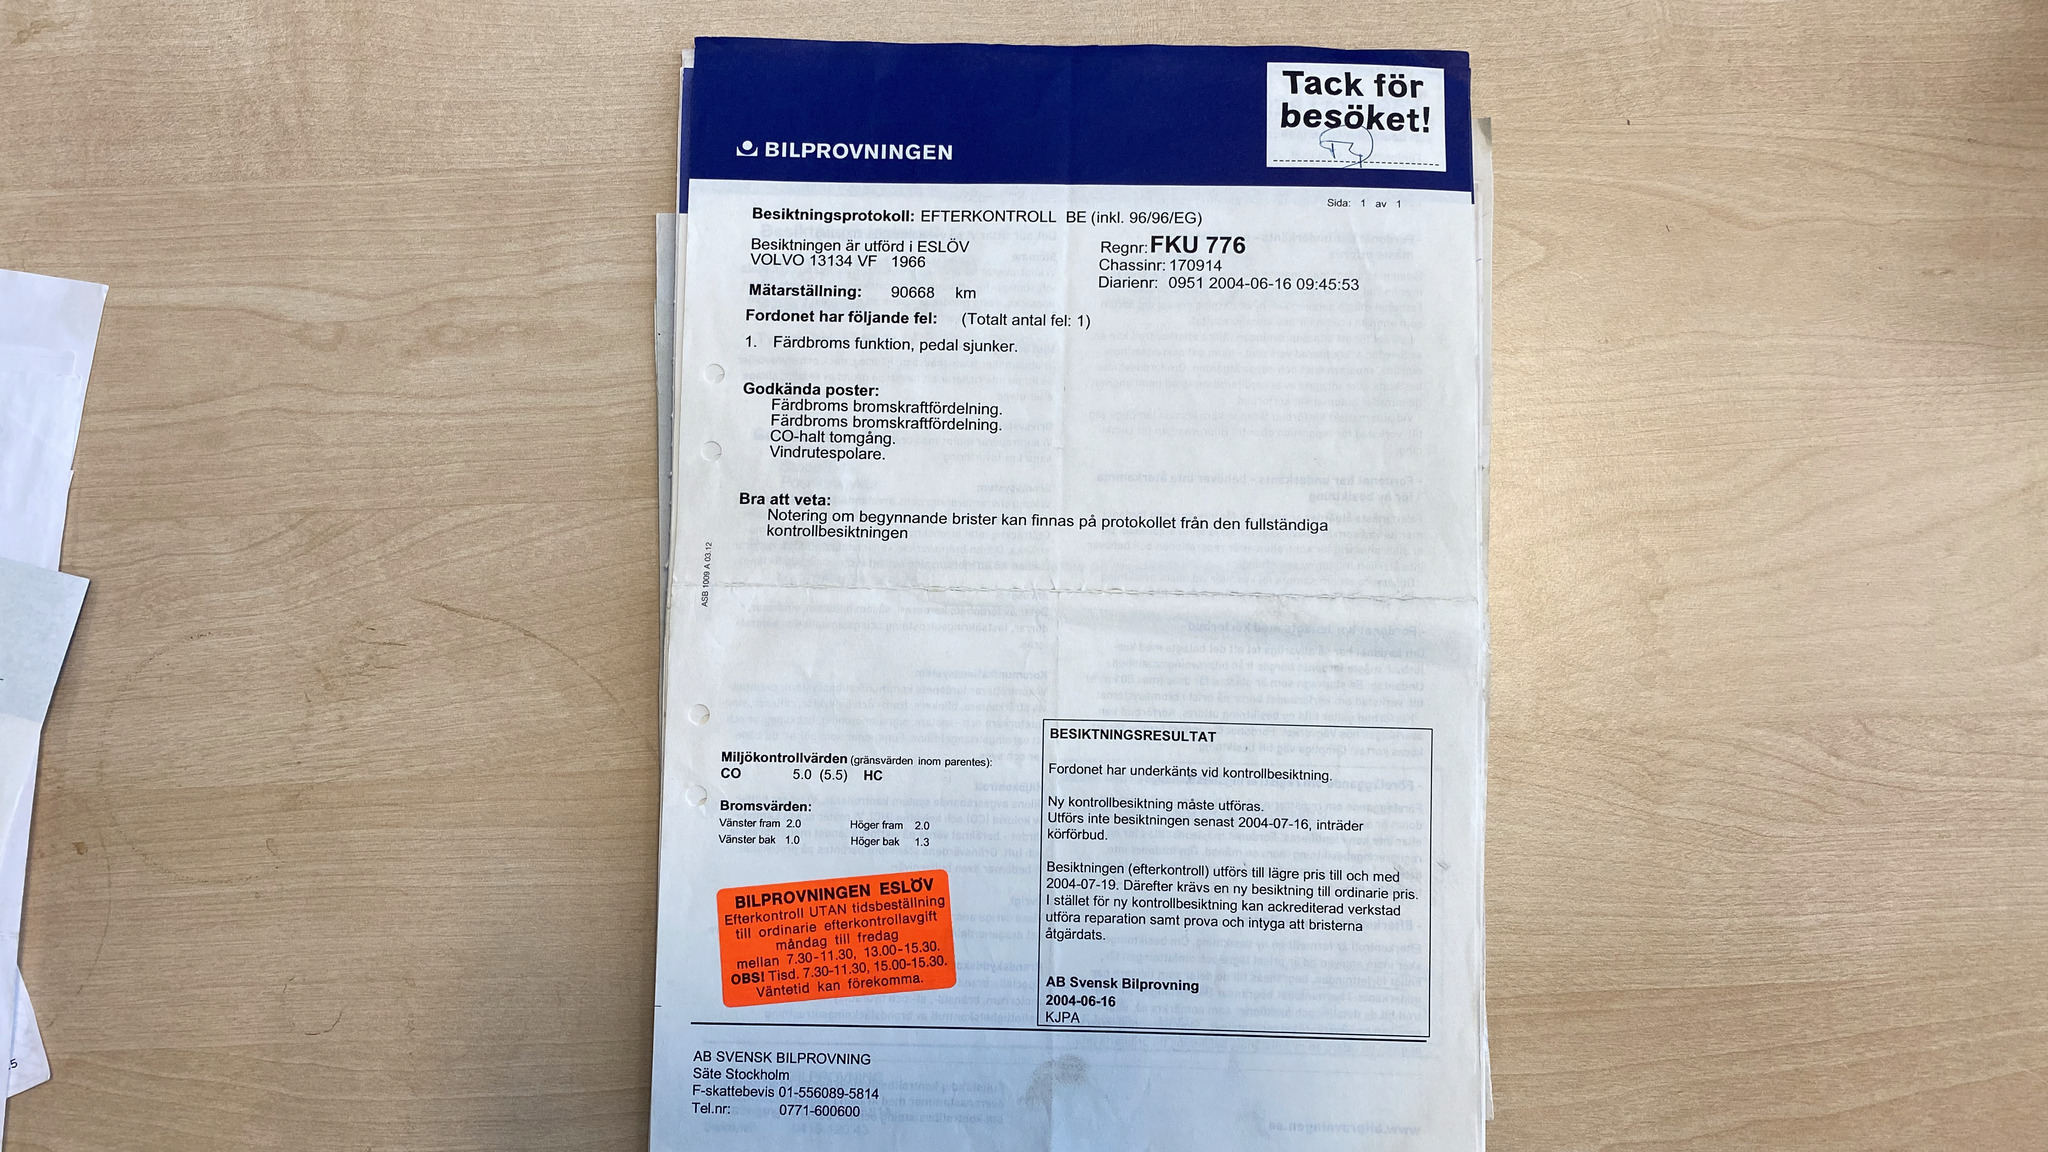 Tack för
besöket!
BILPROVNINGEN
Sida: 1 av 1
Besiktningsprotokoll: EFTERKONTROLL BE (inkl. 96/96/EG)
Besiktningen är utförd i ESLÖV
VOLVO 13134 VF 1966
Regnr: FKU 776
Chassinr: 170914
Diarienr: 0951 2004-06-16 09:45:53
Mätarställning: 90668 km
Fordonet har följande fel: (Totalt antal fel: 1)
1. Färdbroms funktion, pedal sjunker.
Godkända poster:
Färdbroms bromskraftfördelning.
Färdbroms bromskraftfördelning.
CO-halt tomgång.
Vindrutespolare.
Bra att veta:
Notering om begynnande brister kan finnas på protokollet från den fullständiga
kontrollbesiktningen
ASB 1009 A 03.12
Miljökontrollvärden (gränsvärden inom parentes):
CO 5.0 (5.5) HC
Bromsvärden:
Vänster fram 2.0 Höger fram 2.0
Vänster bak 1.0 Höger bak 1.3
BILPROVNINGEN ESLÖV
Efterkontroll UTAN tidsbeställning
till ordinarie efterkontrollavgift
måndag till fredag
mellan 7.30-11.30, 13.00-15.30.
OBS! Tisd. 7.30-11.30, 15.00-15.30.
Väntetid kan förekomma.
BESIKTNINGSRESULTAT
Fordonet har underkänts vid kontrollbesiktning.
Ny kontrollbesiktning måste utföras.
Utförs inte besiktningen senast 2004-07-16, inträder
körförbud.
Besiktningen (efterkontroll) utförs till lägre pris till och med
2004-07-19. Därefter krävs en ny besiktning till ordinarie pris.
I stället för ny kontrollbesiktning kan ackrediterad verkstad
utföra reparation samt prova och intyga att bristerna
åtgärdats.
AB Svensk Bilprovning
2004-06-16
KJPA
AB SVENSK BILPROVNING
Säte Stockholm
F-skattebevis 01-556089-5814
Tel.nr: 0771-600600